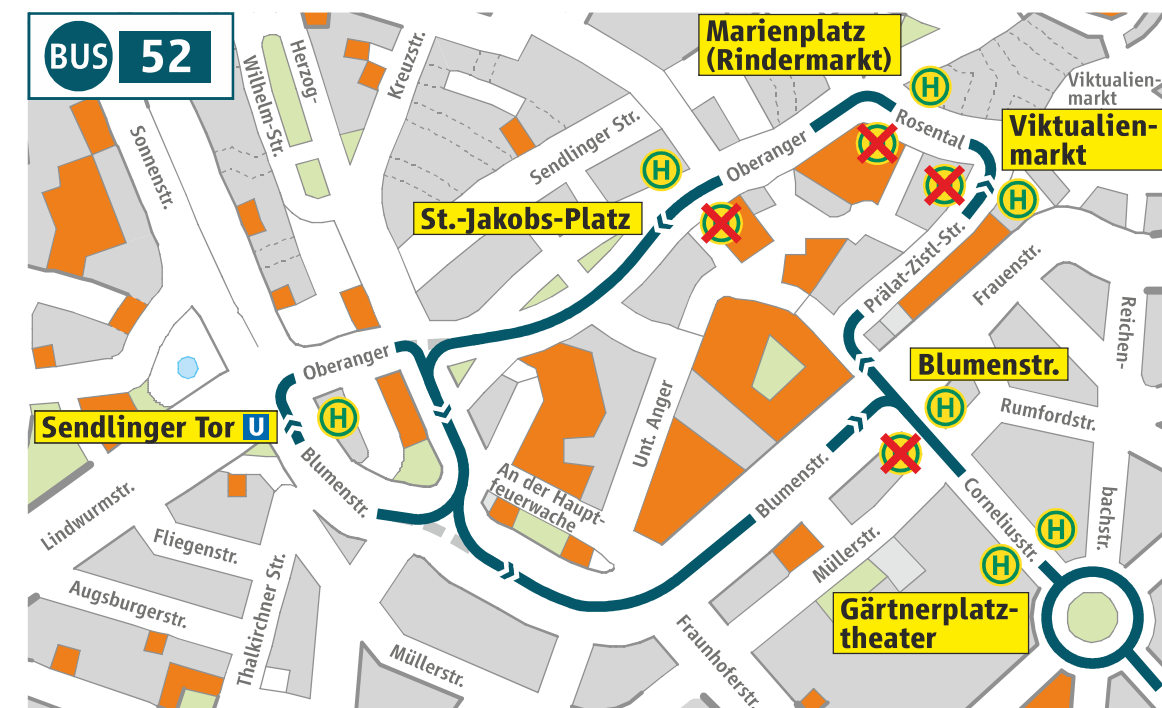 BUS 52
Marienplatz
(Rindermarkt)
H
Viktualien-
markt
Viktualien-
markt
Rosental
Herzog-
Wilhelm-Str.
Kreuzstr.
Sonnenstr.
Sendlinger Str.
H
Oberanger
St.-Jakobs-Platz
H
Prälat-Zistl-Str.
Frauenstr.
Reichen-
bachstr.
Oberanger
Blumenstr.
H
Rumfordstr.
Sendlinger Tor U
H
Blumenstr.
Unt. Anger
An der Haupt-
feuerwache
Blumenstr.
Corneliusstr.
H
H
Lindwurmstr.
Fliegenstr.
Augsburgerstr.
Thalkirchner Str.
Müllerstr.
Müllerstr.
Fraunhoferstr.
Gärtnerplatz-
theater